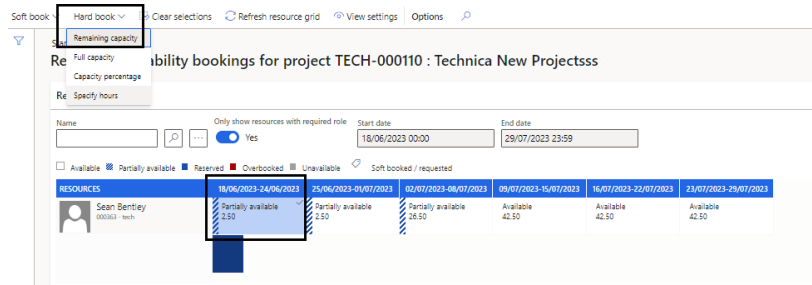 Soft book Hard book Clear selections Refresh resource grid View settings Options
Remaining capacity
Full capacity
Capacity percentage
Specify hours
ability bookings for project TECH-000110 : Technica New Projectsss
Name Only show resources with required role Start date End date
Yes 18/06/2023 00:00 29/07/2023 23:59
Available Partially available Reserved Overbooked Unavailable Soft booked / requested
RESOURCES 18/06/2023-24/06/2023 25/06/2023-01/07/2023 02/07/2023-08/07/2023 09/07/2023-15/07/2023 16/07/2023-22/07/2023 23/07/2023-29/07/2023
Sean Bentley Partially available Partially available Partially available Available Available Available
000363 - tech 2.50 2.50 26.50 42.50 42.50 42.50